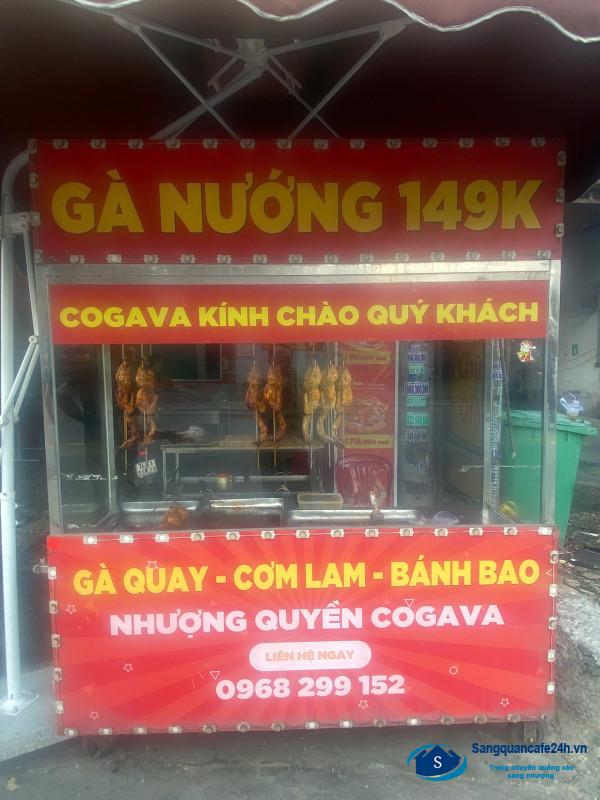 GÀ NƯỚNG 149K
COGAVA KÍNH CHÀO QUÝ KHÁCH
GÀ QUAY - CƠM LAM - BÁNH BAO
NHƯỢNG QUYỀN COGAVA
LIÊN HỆ NGAY
0968 299 152
Sangquancafe24h.vn
Trang chuyên quảng cáo
sang nhượng
S